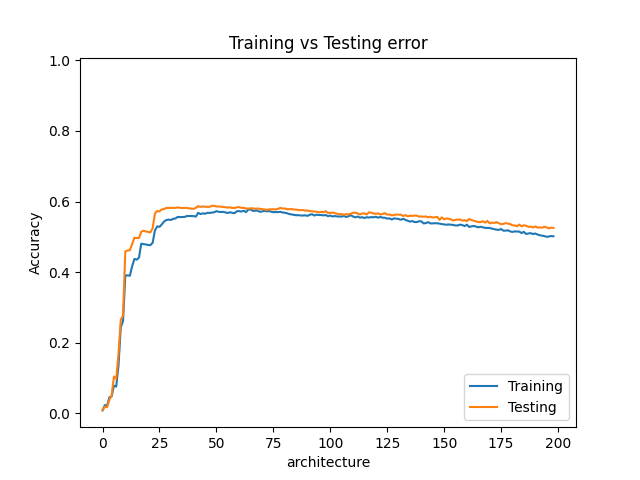 Training vs Testing error
1.0
0.8
0.6
0.4
0.2
0.0
Accuracy
0 25 50 75 100 125 150 175 200
architecture
Training
Testing